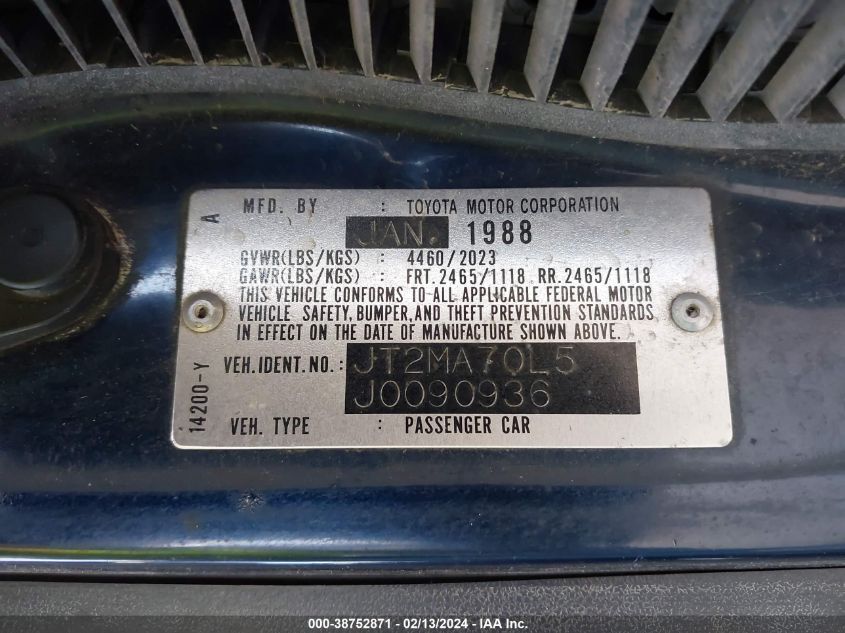 A
MFD. BY : TOYOTA MOTOR CORPORATION
JAN. 1988
GVWR(LBS/KGS) : 4460/2023
GAWR(LBS/KGS) : FRT.2465/1118 RR.2465/1118
THIS VEHICLE CONFORMS TO ALL APPLICABLE FEDERAL MOTOR
VEHICLE SAFETY,BUMPER,AND THEFT PREVENTION STANDARDS
IN EFFECT ON THE DATE OF MANUFACTURE SHOWN ABOVE.
VEH.IDENT.NO.: JT2MA70L5
J0090936
VEH. TYPE : PASSENGER CAR
14200-Y
000-38752871 - 02/13/2024 - IAA Inc.